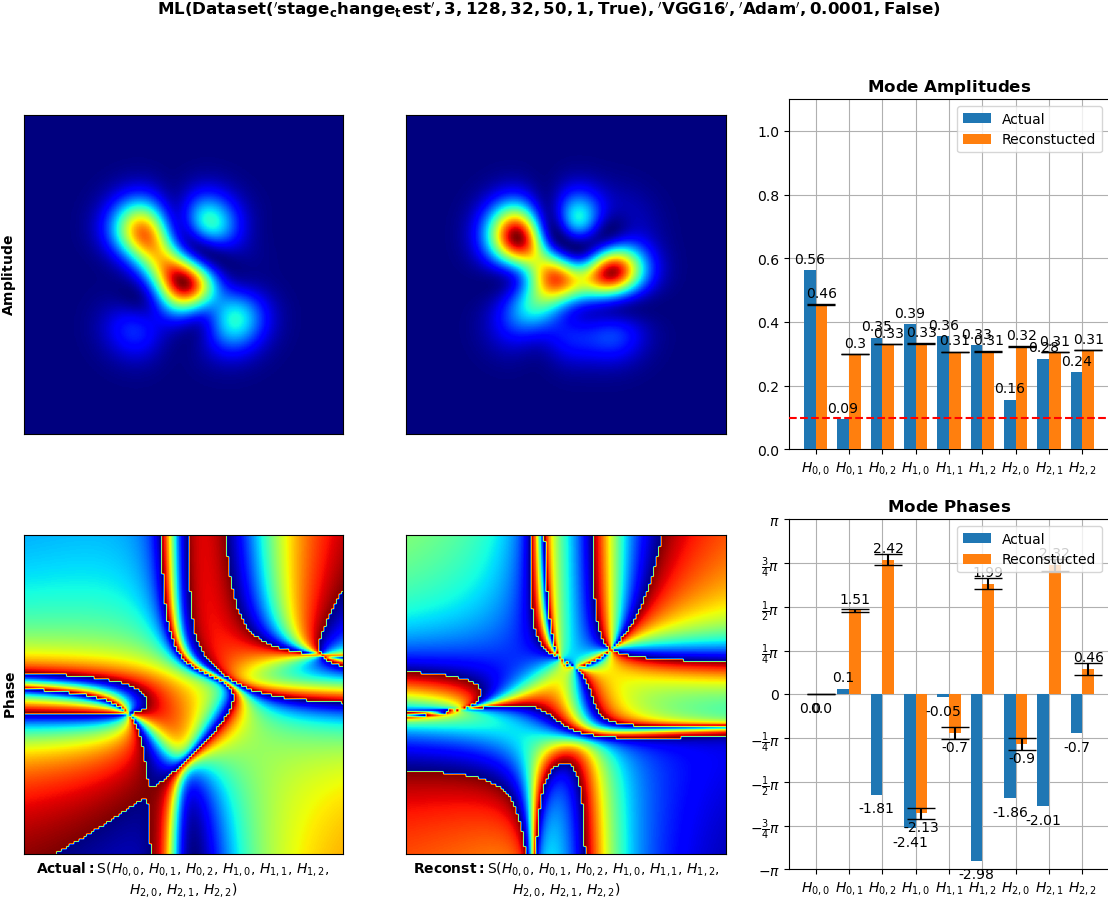 ML(Dataset('stage_change_test', 3, 128, 32, 50, 1, True), 'VGG16', 'Adam', 0.0001, False)
Amplitude
Mode Amplitudes
Actual
Reconstucted
1.0
0.8
0.6
0.4
0.2
0.0
0.56 0.46
0.09 0.3
0.35 0.33
0.39 0.33
0.36 0.31
0.33 0.31
0.16 0.32
0.28 0.31
0.24 0.31
H0,0 H0,1 H0,2 H1,0 H1,1 H1,2 H2,0 H2,1 H2,2
Phase
Mode Phases
Actual
Reconstucted
π
3/4π
1/2π
1/4π
0
−1/4π
−1/2π
−3/4π
−π
0.0 0.0
0.1 1.51
-1.81 2.42
-2.41 -2.13
-0.05 -0.7
-2.98 1.99
-1.86 -0.9
-2.01 2.32
-0.7 0.46
H0,0 H0,1 H0,2 H1,0 H1,1 H1,2 H2,0 H2,1 H2,2
Actual: S(H0,0, H0,1, H0,2, H1,0, H1,1, H1,2,
H2,0, H2,1, H2,2)
Reconst: S(H0,0, H0,1, H0,2, H1,0, H1,1, H1,2,
H2,0, H2,1, H2,2)